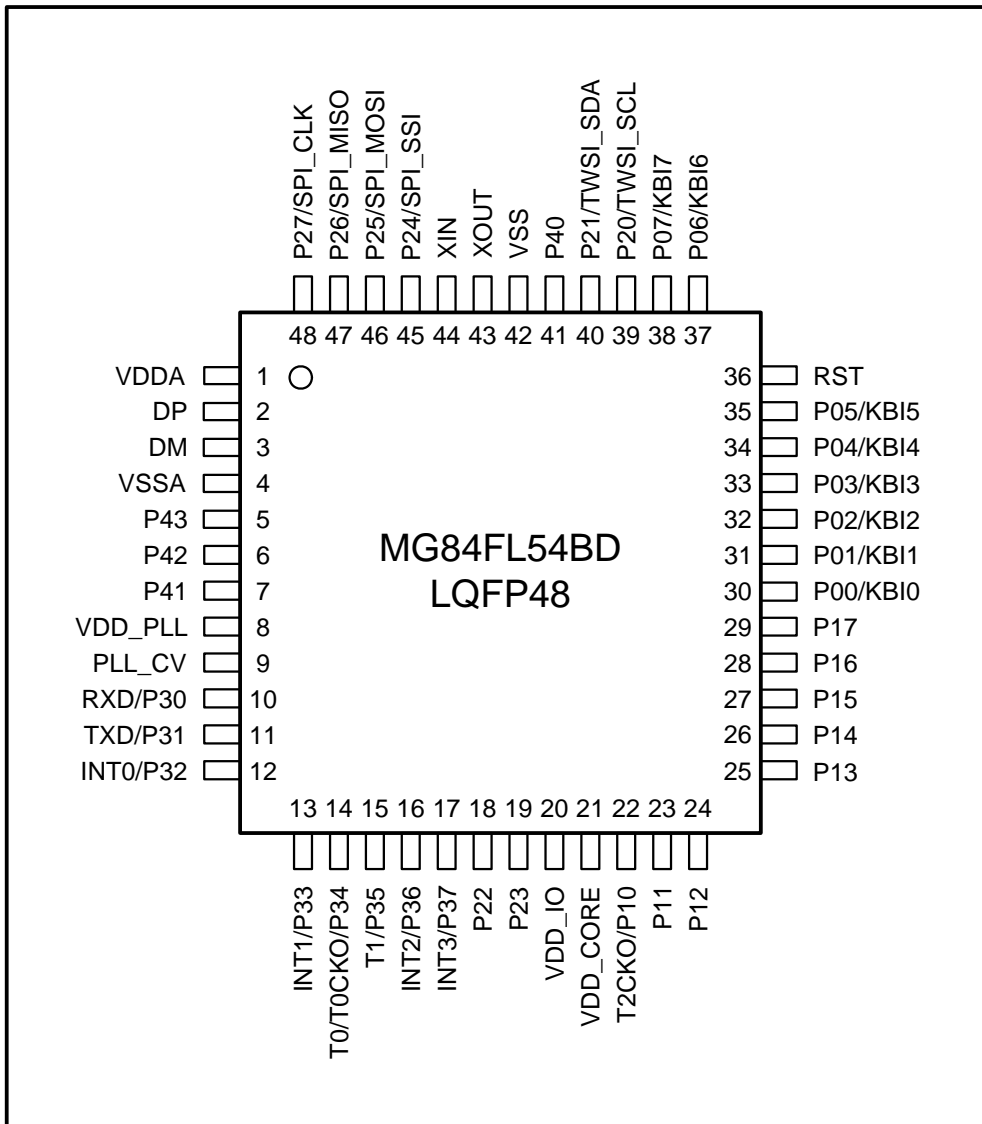 P27/SPI_CLK
P26/SPI_MISO
P25/SPI_MOSI
P24/SPI_SSI
XIN
XOUT
VSS
P40
P21/TWSI_SDA
P20/TWSI_SCL
P07/KBI7
P06/KBI6
48 47 46 45 44 43 42 41 40 39 38 37
VDDA 1
DP 2
DM 3
VSSA 4
P43 5
P42 6
P41 7
VDD_PLL 8
PLL_CV 9
RXD/P30 10
TXD/P31 11
INT0/P32 12
MG84FL54BD
LQFP48
36 RST
35 P05/KBI5
34 P04/KBI4
33 P03/KBI3
32 P02/KBI2
31 P01/KBI1
30 P00/KBI0
29 P17
28 P16
27 P15
26 P14
25 P13
13 14 15 16 17 18 19 20 21 22 23 24
INT1/P33
T0/T0CKO/P34
T1/P35
INT2/P36
INT3/P37
P22
P23
VDD_IO
VDD_CORE
T2CKO/P10
P11
P12